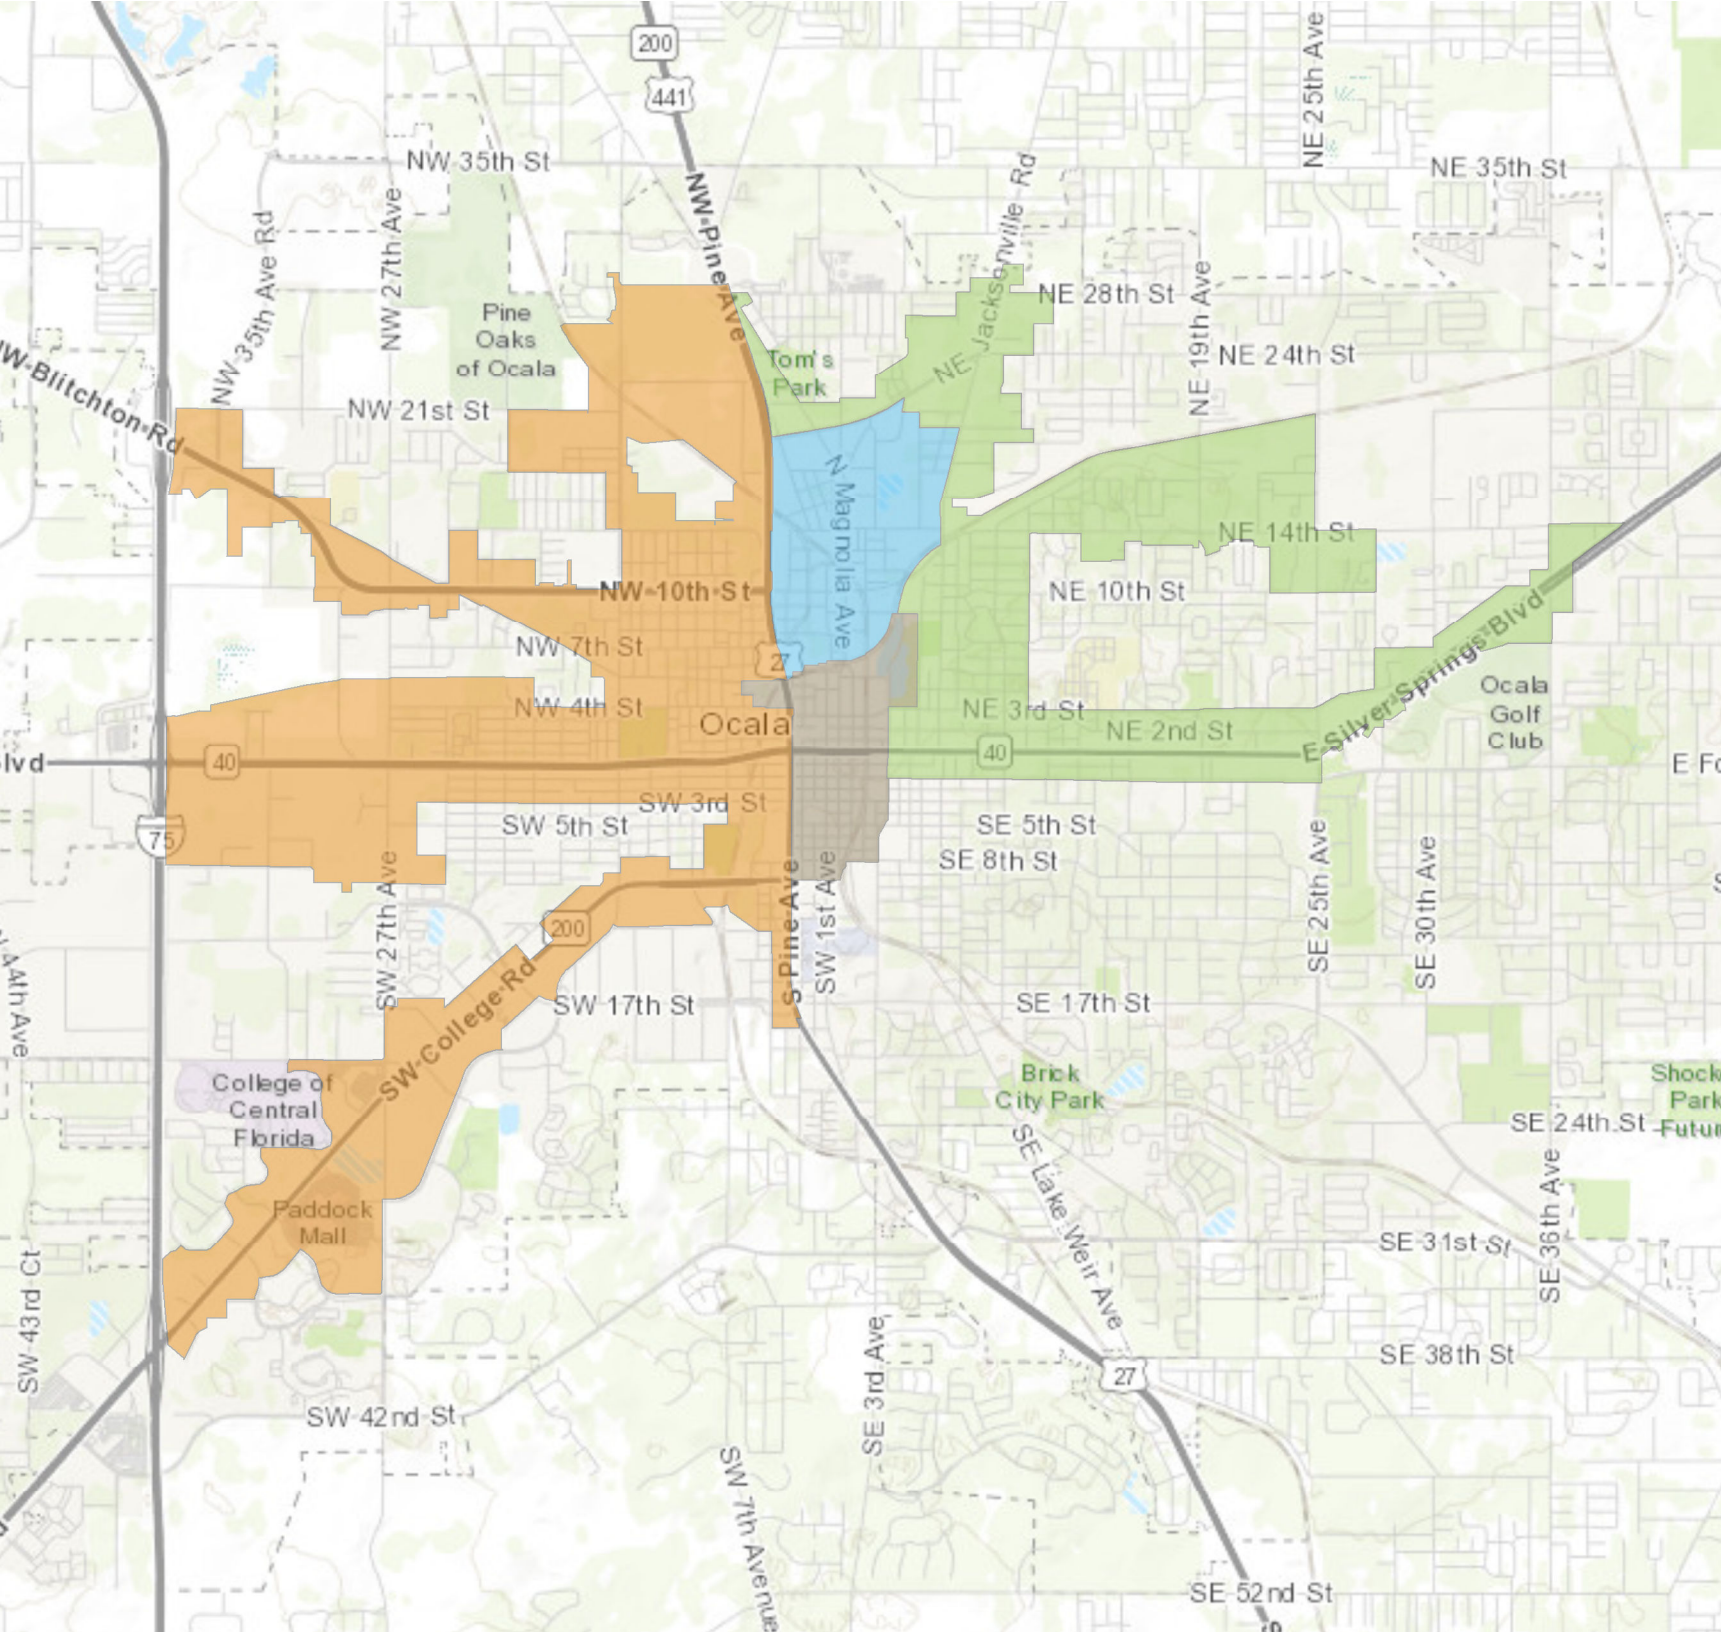 200
441
NW 35th St
NE 25th Ave
NE 35th St
NW 35th Ave Rd
NW 27th Ave
NW Pine Ave
NE Jacksonville Rd
NE 28th St
NE 19th Ave
Pine
Oaks
of Ocala
NW Blitchton Rd
Tom's
Park
NE 24th St
NW 21st St
N Magnolia Ave
NE 14th St
NW 10th St
NE 10th St
NW 7th St
27
E Silver Springs Blvd
Ocala
Golf
Club
NW 4th St
Ocala
NE 3rd St
NE 2nd St
lvd
40
40
E Fo
SW 3rd St
SW 5th St
SE 5th St
75
SE 8th St
SW 27th Ave
S Pine Ave
SW 1st Ave
SE 25th Ave
SE 30th Ave
200
44th Ave
SW College Rd
SW 17th St
SE 17th St
College of
Central
Florida
Brick
City Park
Shock
Park
Futur
SE 24th St
SE Lake Weir Ave
SE 36th Ave
Paddock
Mall
SE 31st St
SW 43rd Ct
SE 3rd Ave
SE 38th St
27
SW 42nd St
SW 7th Avenue
SE 52nd St